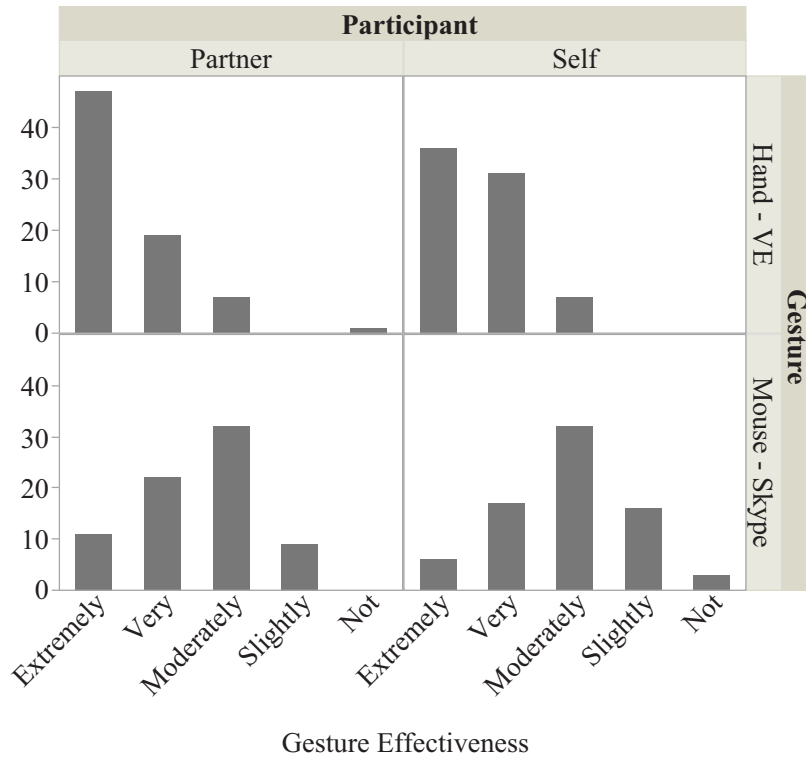 Participant
Partner Self
40
30
20
10
0
Hand - VE
40
30
20
10
0
Mouse - Skype
Gesture
Extremely Very Moderately Slightly Not Extremely Very Moderately Slightly Not
Gesture Effectiveness